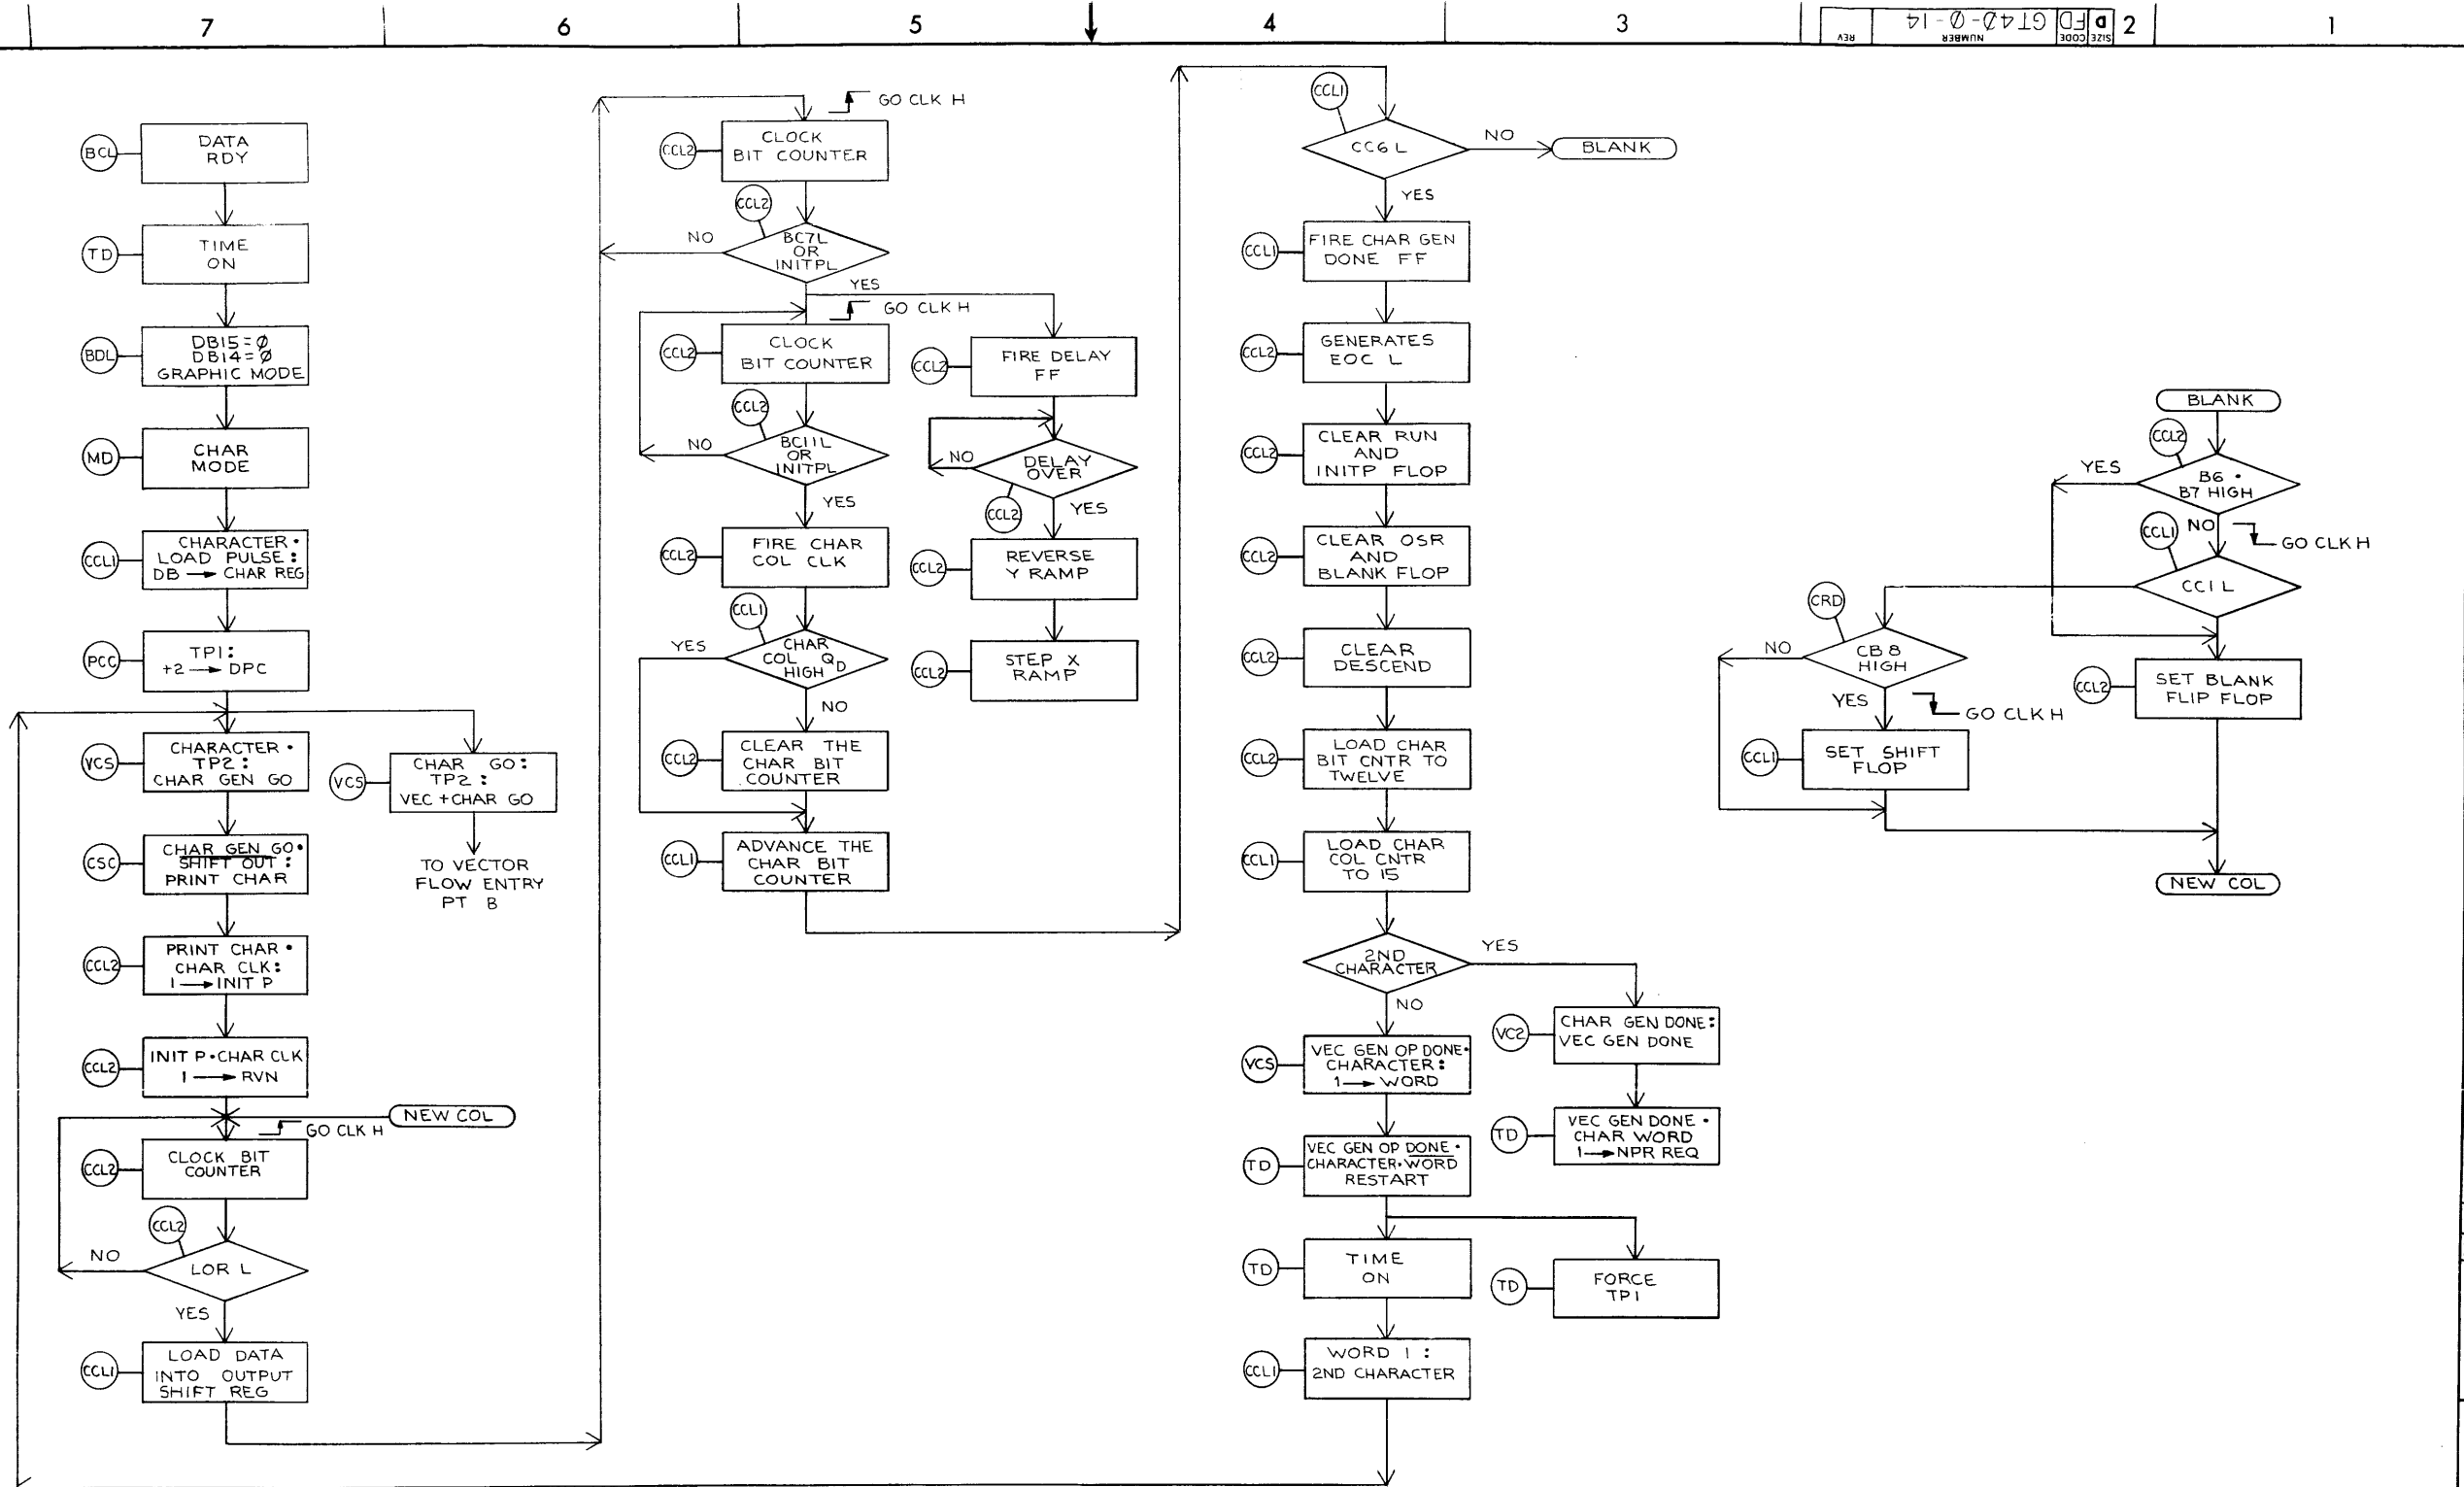 7
6
5
4
3
2
1
SIZE
D
CODE
FD
NUMBER
GT40-0-14
REV
BCL
DATA
RDY
TD
TIME
ON
BDL
DB15=Ø
DB14=Ø
GRAPHIC MODE
MD
CHAR
MODE
CCL1
CHARACTER •
LOAD PULSE:
DB → CHAR REG
PCC
TP1:
+2 → DPC
VCS
CHARACTER •
TP2:
CHAR GEN GO
VCS
CHAR GO:
TP2:
VEC + CHAR GO
TO VECTOR
FLOW ENTRY
PT B
CSC
CHAR GEN GO •
SHIFT OUT:
PRINT CHAR
CCL2
PRINT CHAR •
CHAR CLK:
1 → INIT P
CCL2
INIT P • CHAR CLK
1 → RVN
NEW COL
GO CLK H
CCL2
CLOCK BIT
COUNTER
CCL2
LOR L
NO
YES
CCL1
LOAD DATA
INTO OUTPUT
SHIFT REG
GO CLK H
CCL2
CLOCK
BIT COUNTER
CCL2
BC7L
OR
INITPL
NO
YES
GO CLK H
CCL2
CLOCK
BIT COUNTER
CCL2
BC11L
OR
INITPL
NO
YES
CCL2
FIRE CHAR
COL CLK
CCL1
CHAR
COL QD
HIGH
YES
NO
CCL2
CLEAR THE
CHAR BIT
COUNTER
CCL1
ADVANCE THE
CHAR BIT
COUNTER
CCL2
FIRE DELAY
FF
DELAY
OVER
NO
CCL2
YES
CCL2
REVERSE
Y RAMP
CCL2
STEP X
RAMP
CCL1
CC6 L
NO
BLANK
YES
CCL1
FIRE CHAR GEN
DONE FF
CCL2
GENERATES
EOC L
CCL2
CLEAR RUN
AND
INITP FLOP
CCL2
CLEAR OSR
AND
BLANK FLOP
CCL2
CLEAR
DESCEND
CCL2
LOAD CHAR
BIT CNTR TO
TWELVE
CCL1
LOAD CHAR
COL CNTR
TO 15
2ND
CHARACTER
YES
NO
VCS
VEC GEN OP DONE •
CHARACTER:
1 → WORD
TD
VEC GEN OP DONE •
CHARACTER • WORD
RESTART
TD
TIME
ON
CCL1
WORD 1 :
2ND CHARACTER
VC2
CHAR GEN DONE:
VEC GEN DONE
TD
VEC GEN DONE •
CHAR WORD
1 → NPR REQ
TD
FORCE
TP1
BLANK
CCL2
B6 •
B7 HIGH
YES
NO
GO CLK H
CCL1
CC1 L
CRD
CB 8
HIGH
NO
YES
GO CLK H
CCL1
SET SHIFT
FLOP
CCL2
SET BLANK
FLIP FLOP
NEW COL